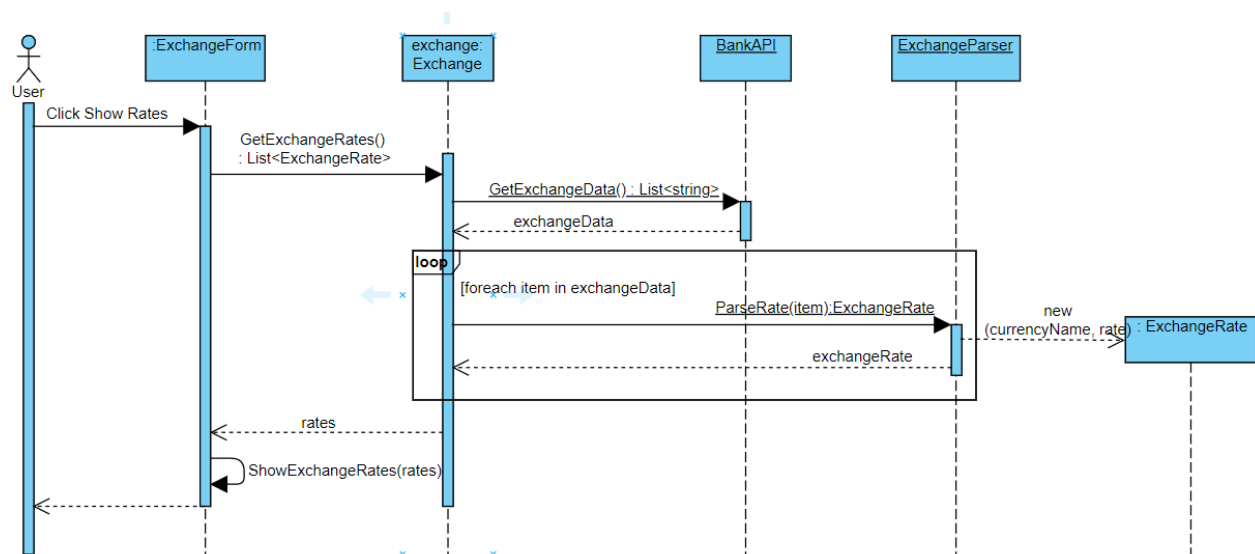 :ExchangeForm
exchange:
Exchange
BankAPI
ExchangeParser
User
Click Show Rates
GetExchangeRates()
: List<ExchangeRate>
GetExchangeData() : List<string>
exchangeData
loop
[foreach item in exchangeData]
ParseRate(item):ExchangeRate
new
(currencyName, rate)
: ExchangeRate
exchangeRate
rates
ShowExchangeRates(rates)